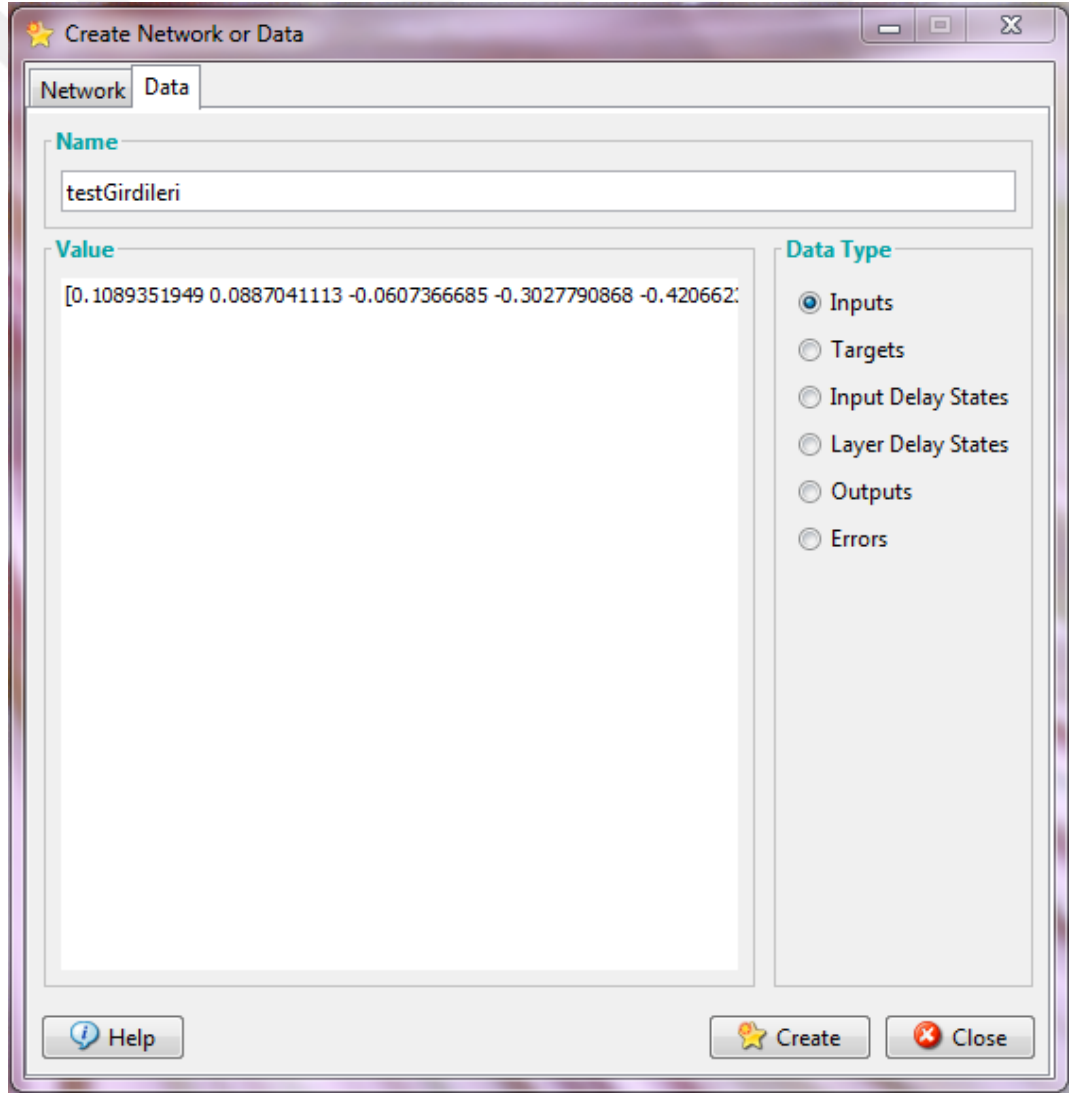 Create Network or Data
Network Data
Name
testGirdileri
Value
[0.1089351949 0.0887041113 -0.0607366685 -0.3027790868 -0.420662
Data Type
Inputs
Targets
Input Delay States
Layer Delay States
Outputs
Errors
Help
Create
Close